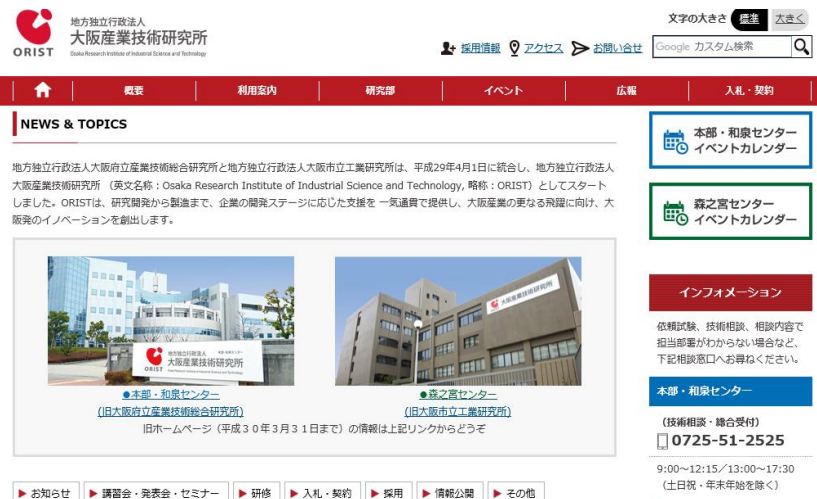 ORIST
地方独立行政法人
大阪産業技術研究所
Osaka Research Institute of Industrial Science and Technology
文字の大きさ 標準 大きく
採用情報 アクセス お問い合せ
Google カスタム検索
概要 利用案内 研究部 イベント 広報 入札・契約
NEWS & TOPICS
地方独立行政法人大阪府立産業技術総合研究所と地方独立行政法人大阪市立工業研究所は、平成29年4月1日に統合し、地方独立行政法人
大阪産業技術研究所 (英文名称：Osaka Research Institute of Industrial Science and Technology, 略称：ORIST）としてスタート
しました。ORISTは、研究開発から製造まで、企業の開発ステージに応じた支援を 一気通貫で提供し、大阪産業の更なる飛躍に向け、大
阪発のイノベーションを創出します。
地方独立行政法人
大阪産業技術研究所
ORIST
大阪産業技術研究所
●本部・和泉センター
(旧大阪府立産業技術総合研究所)
●森之宮センター
(旧大阪市立工業研究所)
旧ホームページ（平成３０年３月３１日まで）の情報は上記リンクからどうぞ
お知らせ
講習会・発表会・セミナー
研修
入札・契約
採用
情報公開
その他
本部・和泉センター
イベントカレンダー
森之宮センター
イベントカレンダー
インフォメーション
依頼試験、技術相談、相談内容で
担当部署がわからない場合など、
下記相談窓口へお尋ねください。
本部・和泉センター
(技術相談・総合受付)
0725-51-2525
9:00～12:15／13:00～17:30
（土日祝・年末年始を除く）